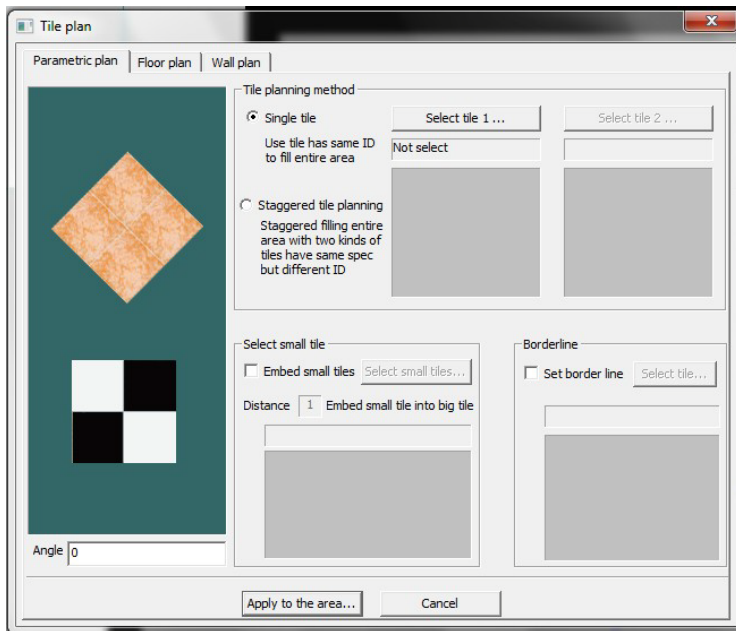 Tile plan
Parametric plan
Floor plan
Wall plan
Tile planning method
Single tile
Select tile 1 ...
Select tile 2 ...
Use tile has same ID
to fill entire area
Not select
Staggered tile planning
Staggered filling entire
area with two kinds of
tiles have same spec
but different ID
Select small tile
Embed small tiles
Select small tiles...
Distance 1 Embed small tile into big tile
Borderline
Set border line
Select tile...
Angle 0
Apply to the area...
Cancel